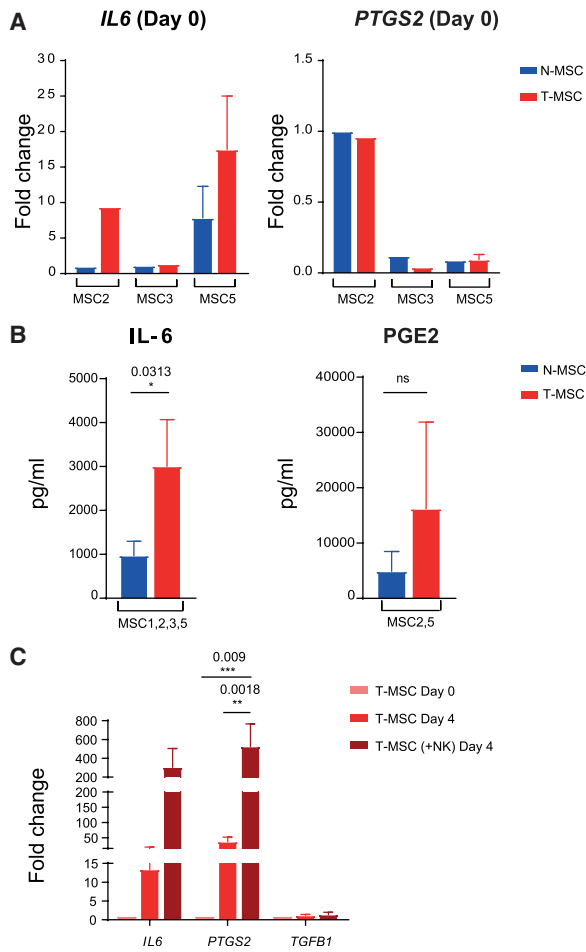 A
IL6 (Day 0)
Fold change
30
25
20
15
10
5
0
MSC2
MSC3
MSC5
PTGS2 (Day 0)
Fold change
1.5
1.0
0.5
0.0
MSC2
MSC3
MSC5
N-MSC
T-MSC
B
IL-6
0.0313
*
pg/ml
5000
4000
3000
2000
1000
0
MSC1,2,3,5
PGE2
ns
pg/ml
40000
30000
20000
10000
0
MSC2,5
N-MSC
T-MSC
C
0.009
***
0.0018
**
Fold change
800
600
400
200
200
150
100
50
15
10
5
0
IL6
PTGS2
TGFB1
T-MSC Day 0
T-MSC Day 4
T-MSC (+NK) Day 4